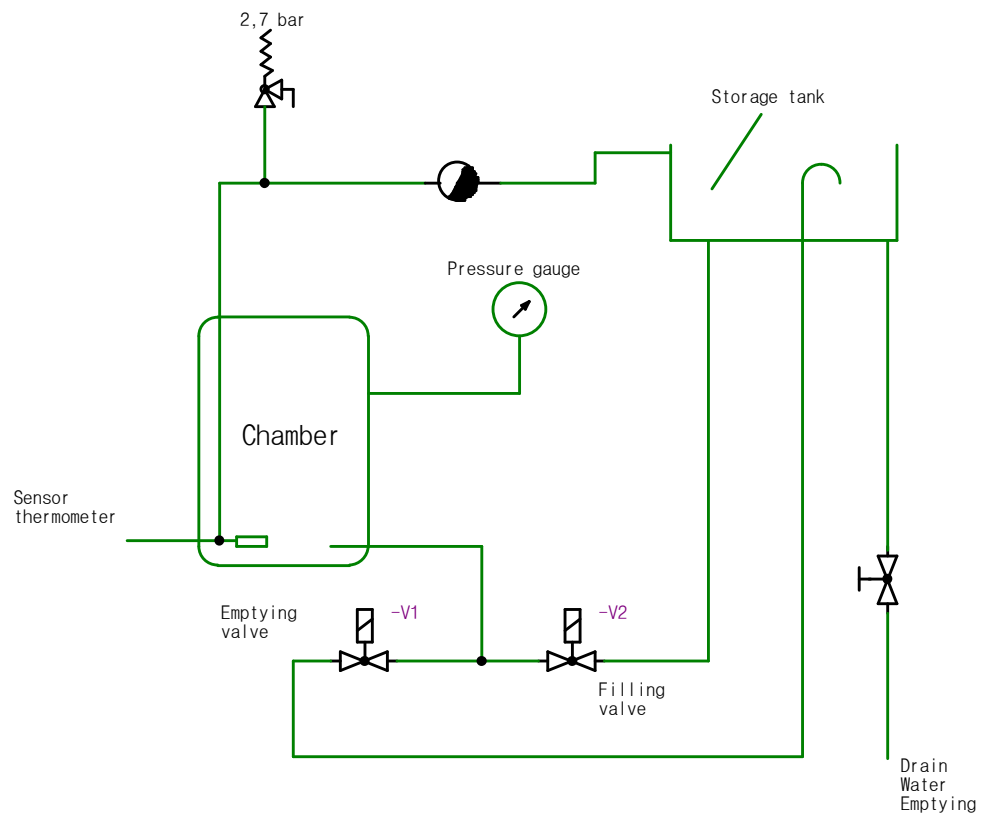 2,7 bar
Storage tank
Pressure gauge
Chamber
Sensor
thermometer
Emptying
valve
-V1
-V2
Filling
valve
Drain
Water
Emptying